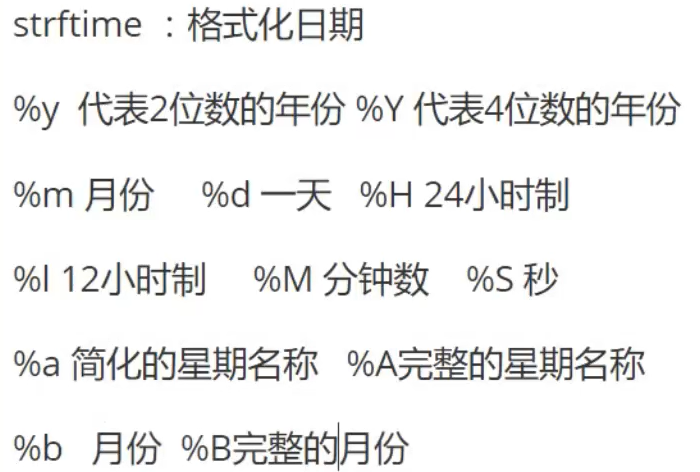 strftime ：格式化日期
%y 代表2位数的年份 %Y 代表4位数的年份
%m 月份 %d 一天 %H 24小时制
%l 12小时制 %M 分钟数 %S 秒
%a 简化的星期名称 %A完整的星期名称
%b 月份 %B完整的月份